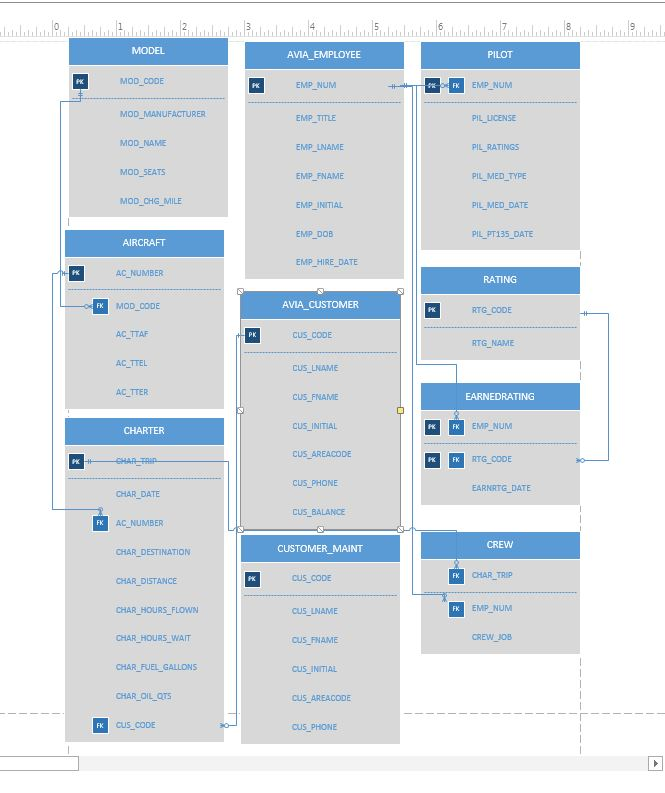 0 1 2 3 4 5 6 7 8 9
MODEL
PK MOD_CODE
MOD_MANUFACTURER
MOD_NAME
MOD_SEATS
MOD_CHG_MILE
AVIA_EMPLOYEE
PK EMP_NUM
EMP_TITLE
EMP_LNAME
EMP_FNAME
EMP_INITIAL
EMP_DOB
EMP_HIRE_DATE
PILOT
PK FK EMP_NUM
PIL_LICENSE
PIL_RATINGS
PIL_MED_TYPE
PIL_MED_DATE
PIL_PT135_DATE
AIRCRAFT
PK AC_NUMBER
FK MOD_CODE
AC_TTAF
AC_TTEL
AC_TTER
AVIA_CUSTOMER
PK CUS_CODE
CUS_LNAME
CUS_FNAME
CUS_INITIAL
CUS_AREACODE
CUS_PHONE
CUS_BALANCE
RATING
PK RTG_CODE
RTG_NAME
EARNEDRATING
PK FK EMP_NUM
PK FK RTG_CODE
EARNRTG_DATE
CHARTER
PK CHAR_TRIP
CHAR_DATE
FK AC_NUMBER
CHAR_DESTINATION
CHAR_DISTANCE
CHAR_HOURS_FLOWN
CHAR_HOURS_WAIT
CHAR_FUEL_GALLONS
CHAR_OIL_QTS
FK CUS_CODE
CUSTOMER_MAINT
PK CUS_CODE
CUS_LNAME
CUS_FNAME
CUS_INITIAL
CUS_AREACODE
CUS_PHONE
CREW
FK CHAR_TRIP
FK EMP_NUM
CREW_JOB